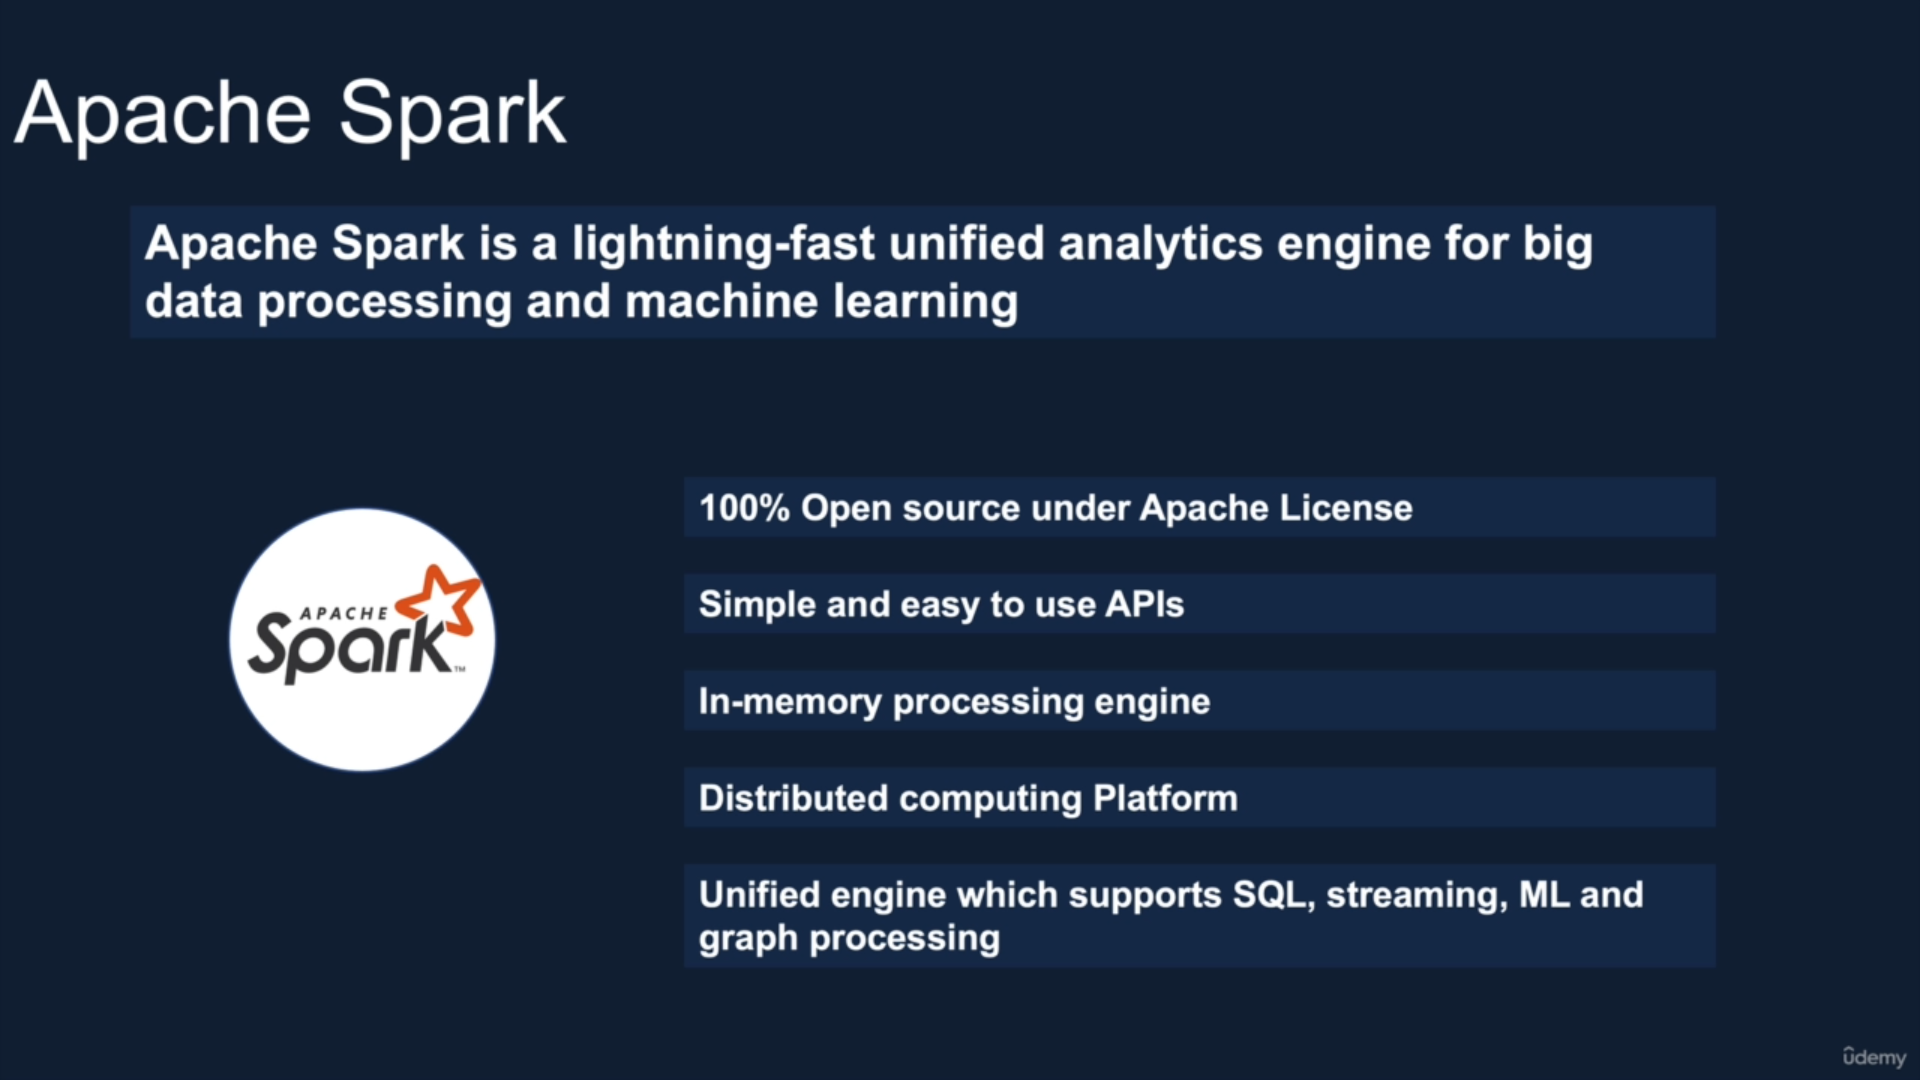 Apache Spark
Apache Spark is a lightning-fast unified analytics engine for big
data processing and machine learning
100% Open source under Apache License
APACHE
Spark™
Simple and easy to use APIs
In-memory processing engine
Distributed computing Platform
Unified engine which supports SQL, streaming, ML and
graph processing
ûdemy